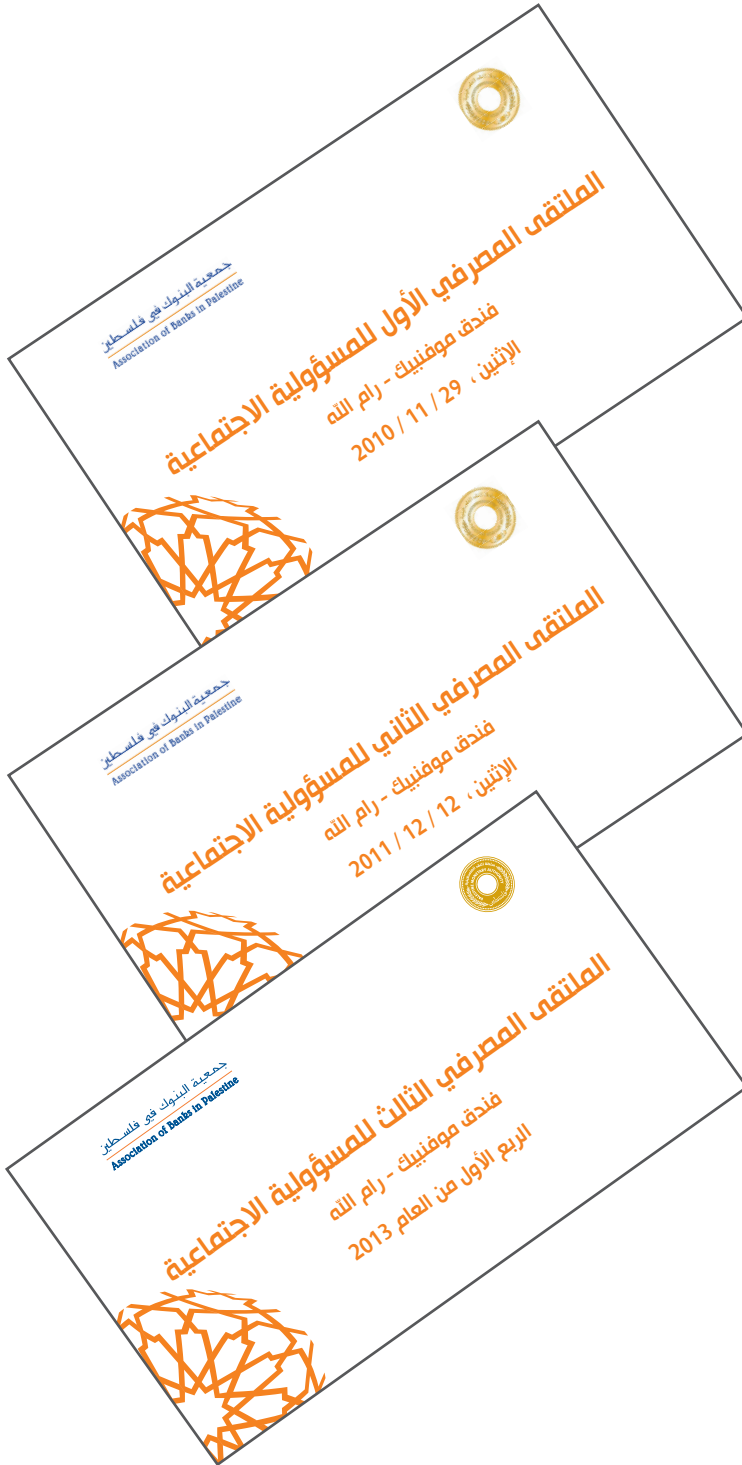 جمعية البنوك في فلسطين
Association of Banks in Palestine
الملتقى المصرفي الأول للمسؤولية الاجتماعية
فندق موفنبيك - رام الله
الإثنين ، 29 / 11 / 2010
جمعية البنوك في فلسطين
Association of Banks in Palestine
الملتقى المصرفي الثاني للمسؤولية الاجتماعية
فندق موفنبيك - رام الله
الإثنين ، 12 / 12 / 2011
جمعية البنوك في فلسطين
Association of Banks in Palestine
الملتقى المصرفي الثالث للمسؤولية الاجتماعية
فندق موفنبيك - رام الله
الربع الأول من العام 2013